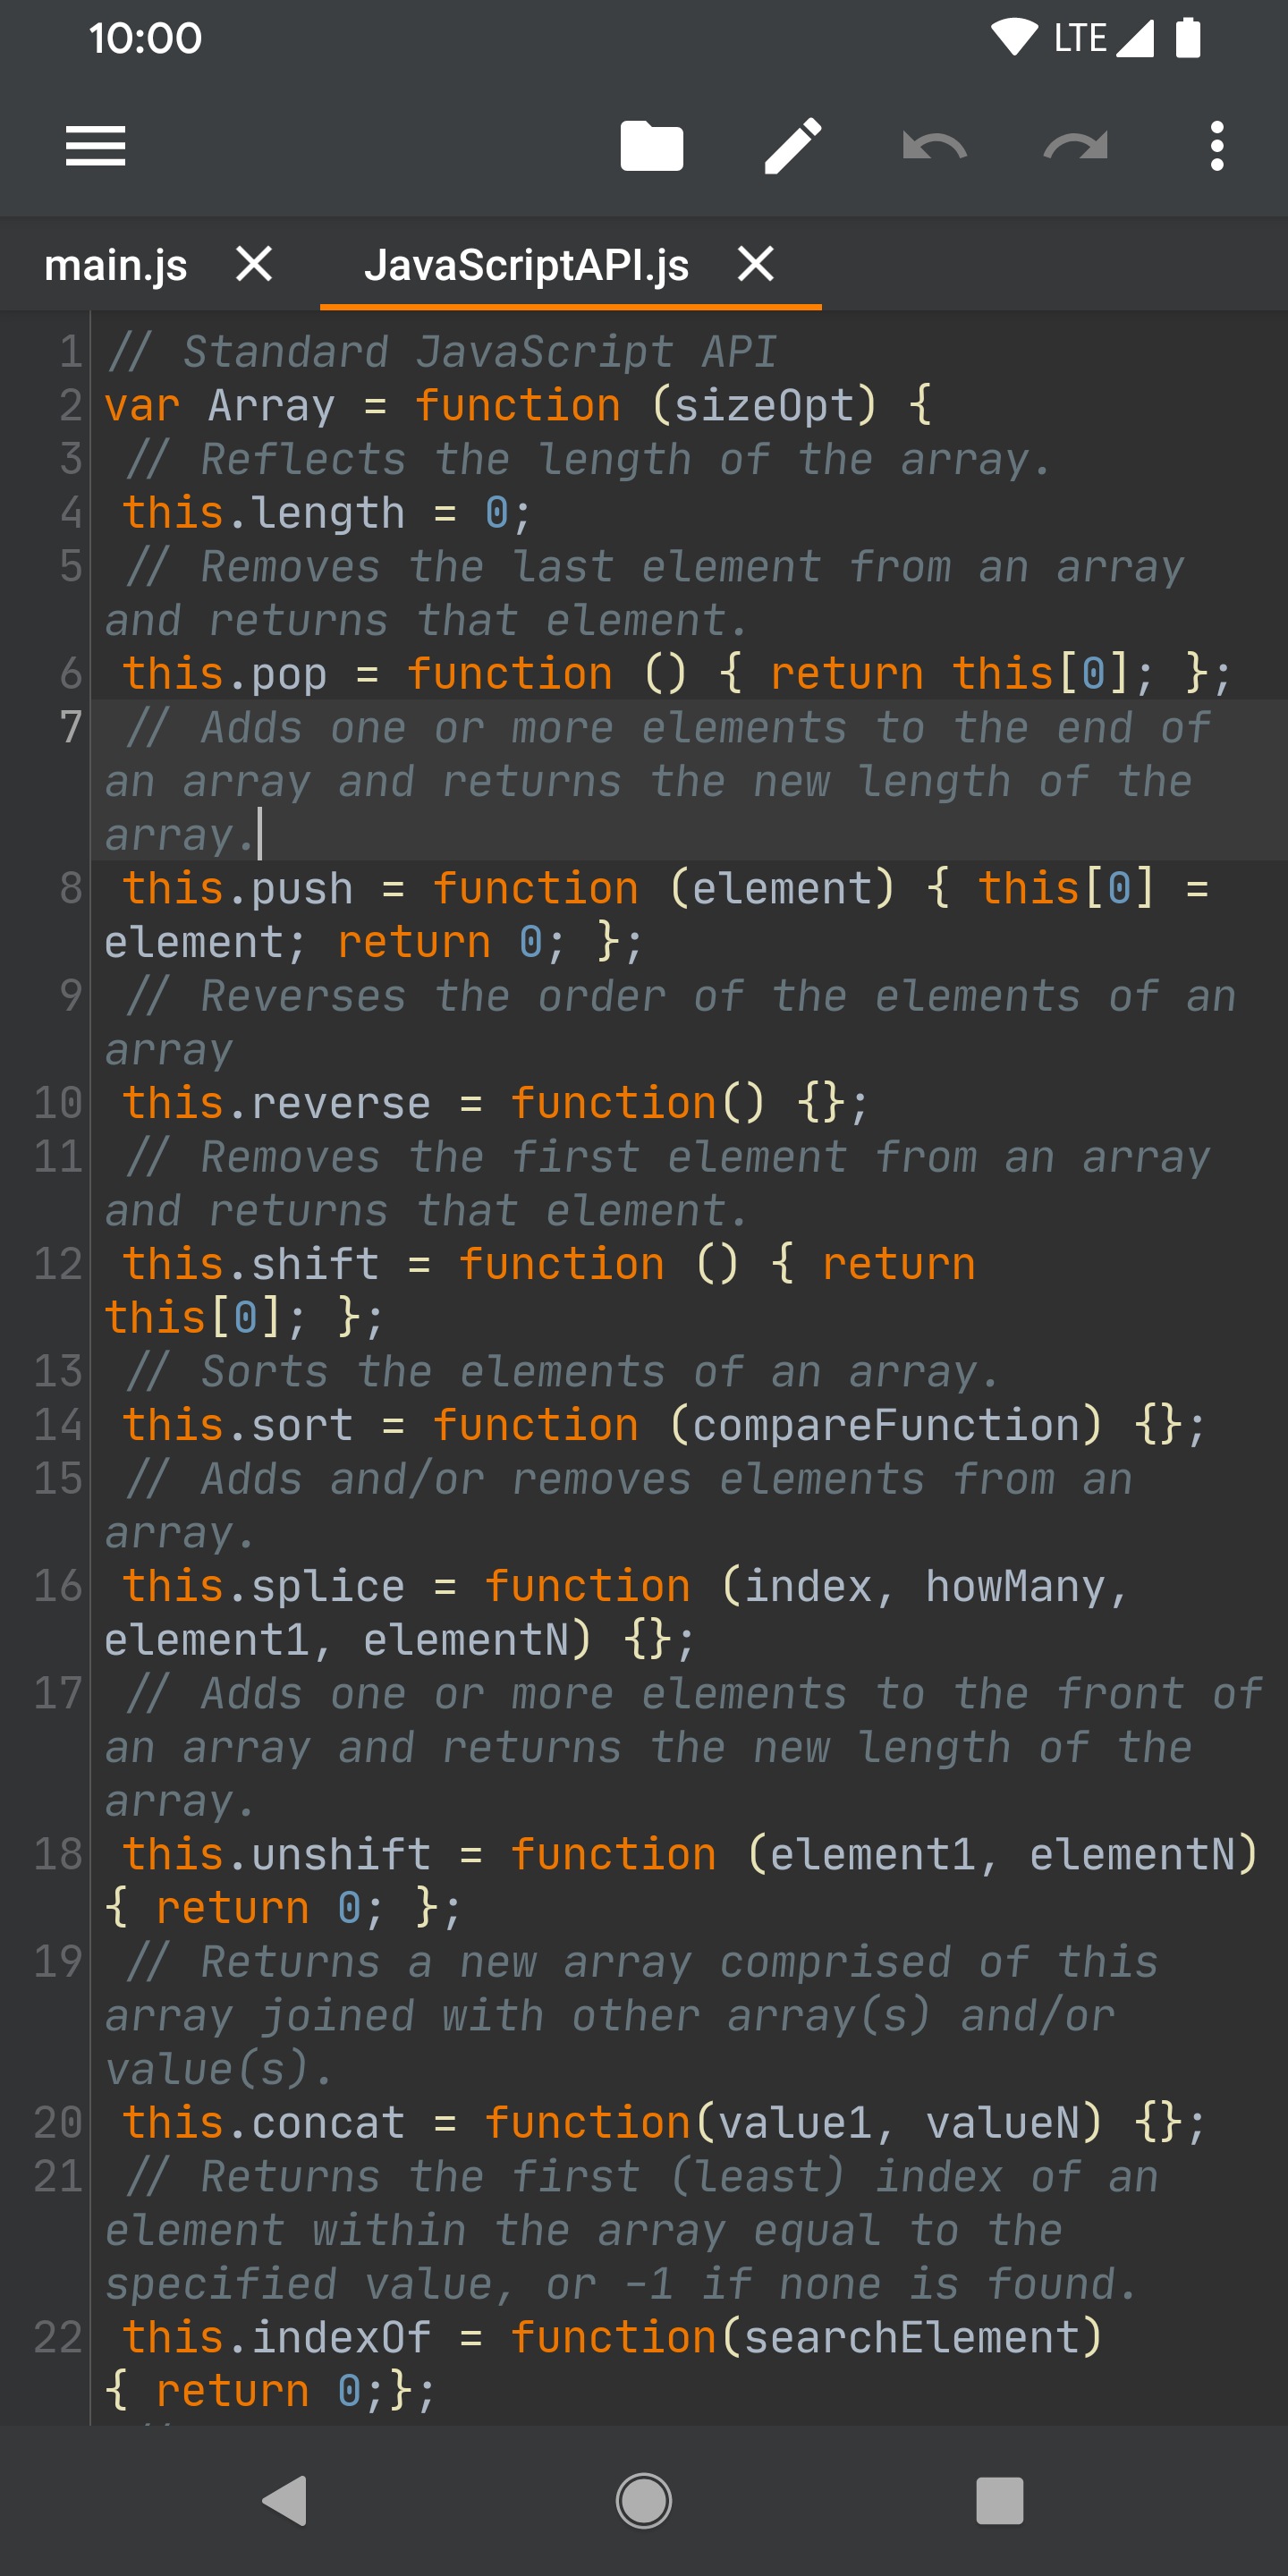 10:00 LTE
main.js JavaScriptAPI.js
1 // Standard JavaScript API
2 var Array = function (sizeOpt) {
3 // Reflects the length of the array.
4 this.length = 0;
5 // Removes the last element from an array
and returns that element.
6 this.pop = function () { return this[0]; };
7 // Adds one or more elements to the end of
an array and returns the new length of the
array.
8 this.push = function (element) { this[0] =
element; return 0; };
9 // Reverses the order of the elements of an
array
10 this.reverse = function() {};
11 // Removes the first element from an array
and returns that element.
12 this.shift = function () { return
this[0]; };
13 // Sorts the elements of an array.
14 this.sort = function (compareFunction) {};
15 // Adds and/or removes elements from an
array.
16 this.splice = function (index, howMany,
element1, elementN) {};
17 // Adds one or more elements to the front of
an array and returns the new length of the
array.
18 this.unshift = function (element1, elementN)
{ return 0; };
19 // Returns a new array comprised of this
array joined with other array(s) and/or
value(s).
20 this.concat = function(value1, valueN) {};
21 // Returns the first (least) index of an
element within the array equal to the
specified value, or -1 if none is found.
22 this.indexOf = function(searchElement)
{ return 0;};